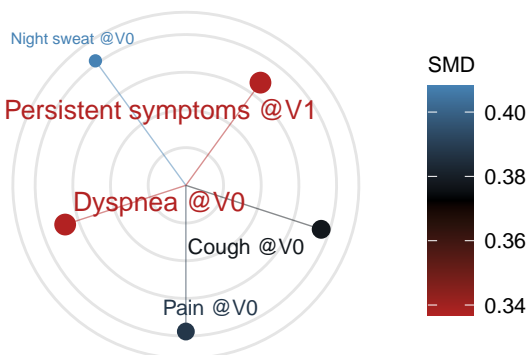 Night sweat @V0
Persistent symptoms @V1
Dyspnea @V0
Cough @V0
Pain @V0
SMD
0.40
0.38
0.36
0.34